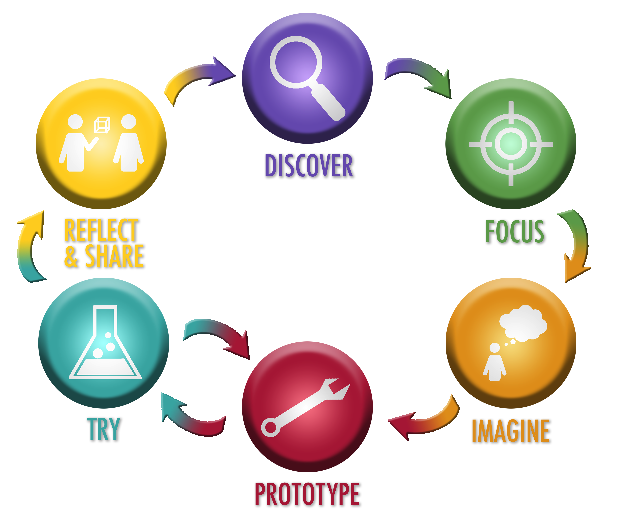 DISCOVER
FOCUS
IMAGINE
PROTOTYPE
TRY
REFLECT
& SHARE